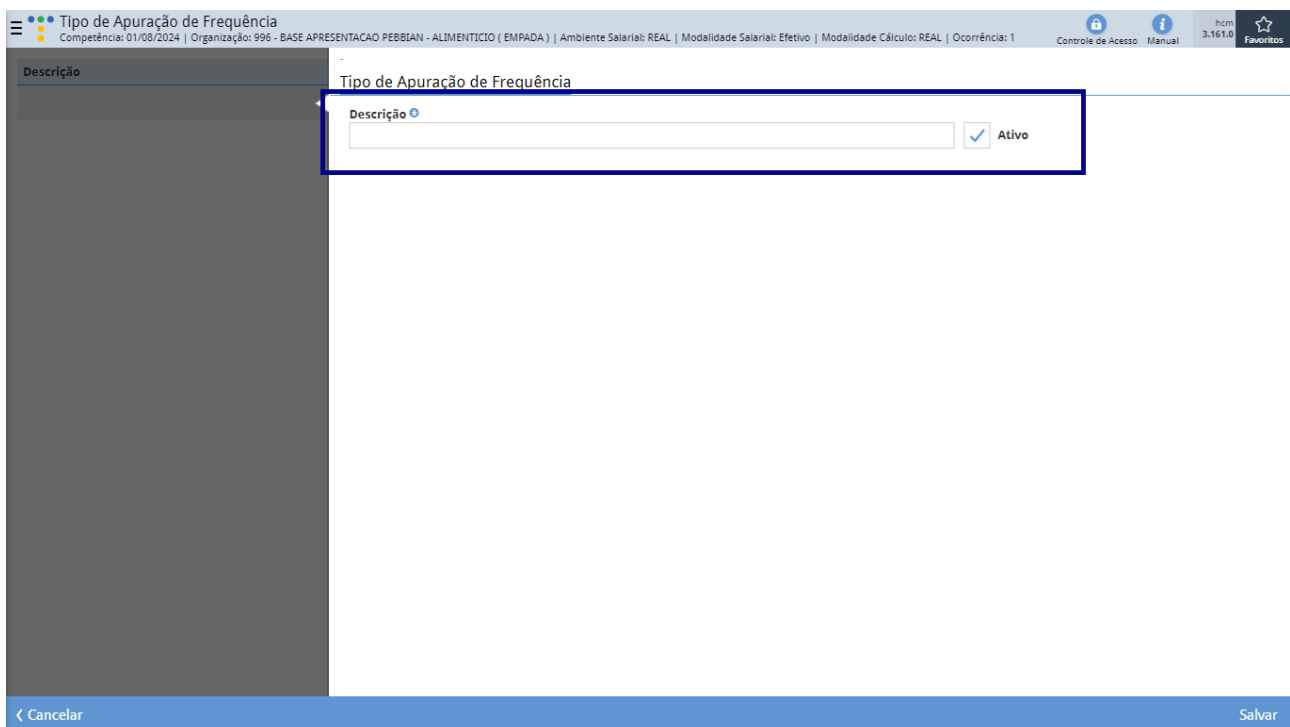 Tipo de Apuração de Frequência
Competência: 01/08/2024 | Organização: 996 - BASE APRESENTACAO PEBBIAN - ALIMENTICIO ( EMPADA ) | Ambiente Salarial: REAL | Modalidade Salarial: Efetivo | Modalidade Cálculo: REAL | Ocorrência: 1
Controle de Acesso
Manual
hcm
3.161.0
Favoritos
Descrição
-
Tipo de Apuração de Frequência
Descrição
Ativo
Cancelar
Salvar